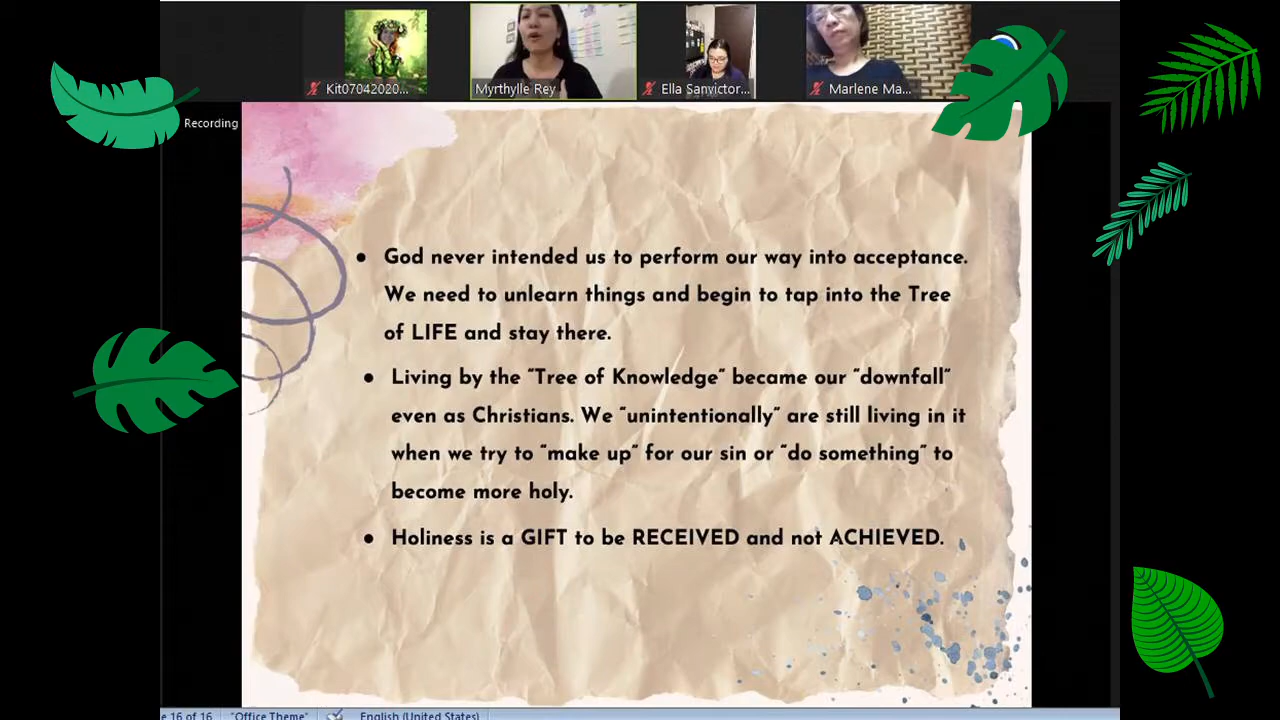 Kit07042020...
Myrthylle Rey
Ella Sanvictor...
Marlene Ma...
Recording
• God never intended us to perform our way into acceptance.
We need to unlearn things and begin to tap into the Tree
of LIFE and stay there.
• Living by the “Tree of Knowledge” became our “downfall”
even as Christians. We “unintentionally” are still living in it
when we try to “make up” for our sin or “do something” to
become more holy.
• Holiness is a GIFT to be RECEIVED and not ACHIEVED.
e 16 of 16 "Office Theme" English (United States)